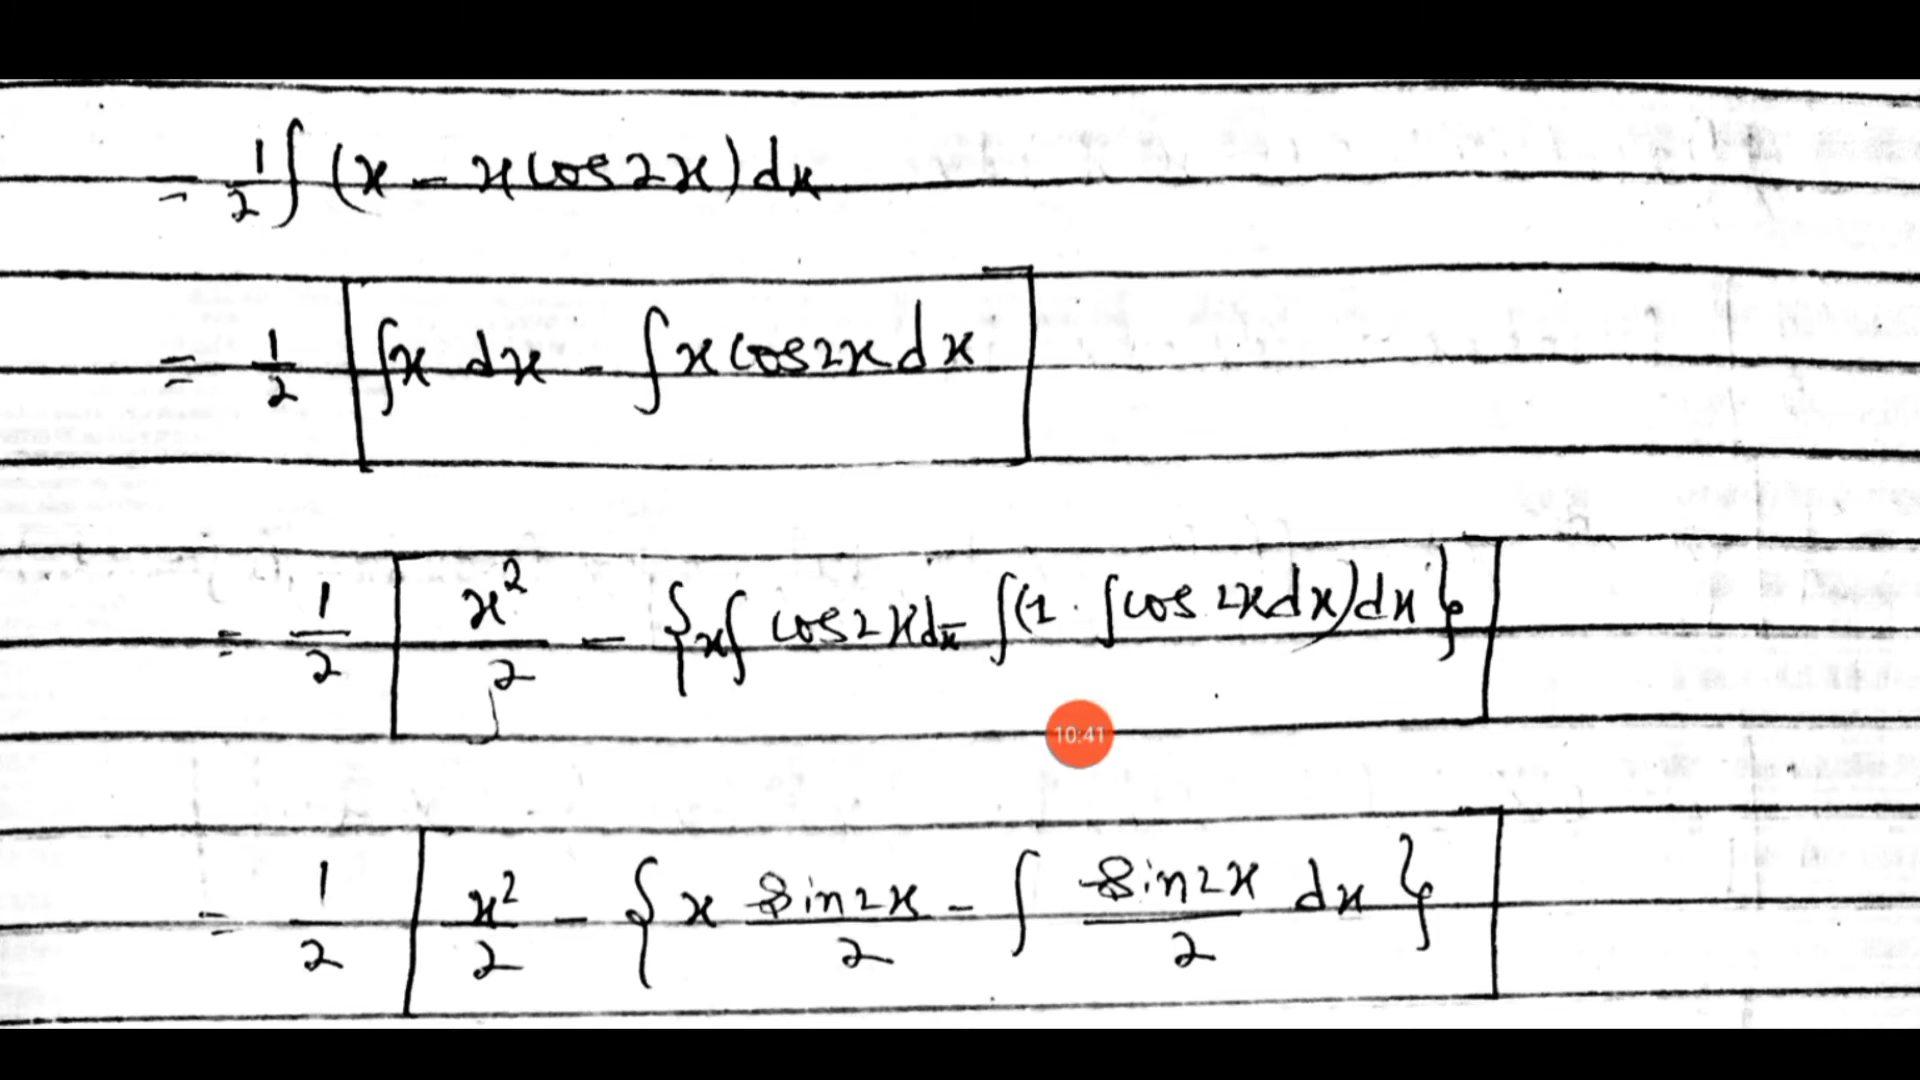 = 1/2 ∫ (x - x cos 2x) dx
= 1/2 [∫x dx - ∫ x cos 2x dx]
= 1/2 [x²/2 - {x∫ cos 2x dx - ∫(1 · ∫cos 2x dx) dx}]
10:41
= 1/2 [x²/2 - {x sin 2x/2 - ∫ sin 2x/2 dx}]